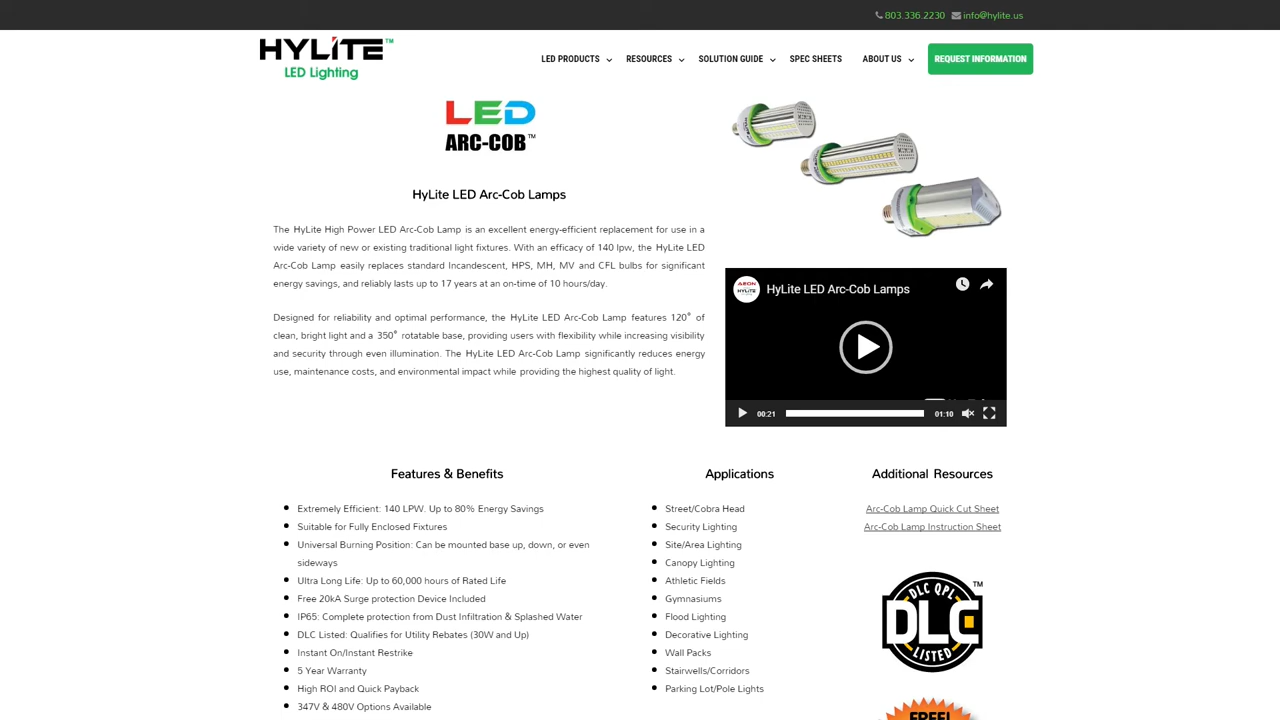 803.336.2230 info@hylite.us
HYLITE™
LED Lighting
LED PRODUCTS RESOURCES SOLUTION GUIDE SPEC SHEETS ABOUT US REQUEST INFORMATION
LED
ARC-COB™
HyLite LED Arc-Cob Lamps
The HyLite High Power LED Arc-Cob Lamp is an excellent energy-efficient replacement for use in a
wide variety of new or existing traditional light fixtures. With an efficacy of 140 lpw, the HyLite LED
Arc-Cob Lamp easily replaces standard Incandescent, HPS, MH, MV and CFL bulbs for significant
energy savings, and reliably lasts up to 17 years at an on-time of 10 hours/day.
Designed for reliability and optimal performance, the HyLite LED Arc-Cob Lamp features 120° of
clean, bright light and a 350° rotatable base, providing users with flexibility while increasing visibility
and security through even illumination. The HyLite LED Arc-Cob Lamp significantly reduces energy
use, maintenance costs, and environmental impact while providing the highest quality of light.
HyLite LED Arc-Cob Lamps
00:21 01:10
Features & Benefits
Extremely Efficient: 140 LPW. Up to 80% Energy Savings
Suitable for Fully Enclosed Fixtures
Universal Burning Position: Can be mounted base up, down, or even
sideways
Ultra Long Life: Up to 60,000 hours of Rated Life
Free 20kA Surge protection Device Included
IP65: Complete protection from Dust Infiltration & Splashed Water
DLC Listed: Qualifies for Utility Rebates (30W and Up)
Instant On/Instant Restrike
5 Year Warranty
High ROI and Quick Payback
347V & 480V Options Available
Applications
Street/Cobra Head
Security Lighting
Site/Area Lighting
Canopy Lighting
Athletic Fields
Gymnasiums
Flood Lighting
Decorative Lighting
Wall Packs
Stairwells/Corridors
Parking Lot/Pole Lights
Additional Resources
Arc-Cob Lamp Quick Cut Sheet
Arc-Cob Lamp Instruction Sheet
DLC QPL
DLC
LISTED
TM
FREE!